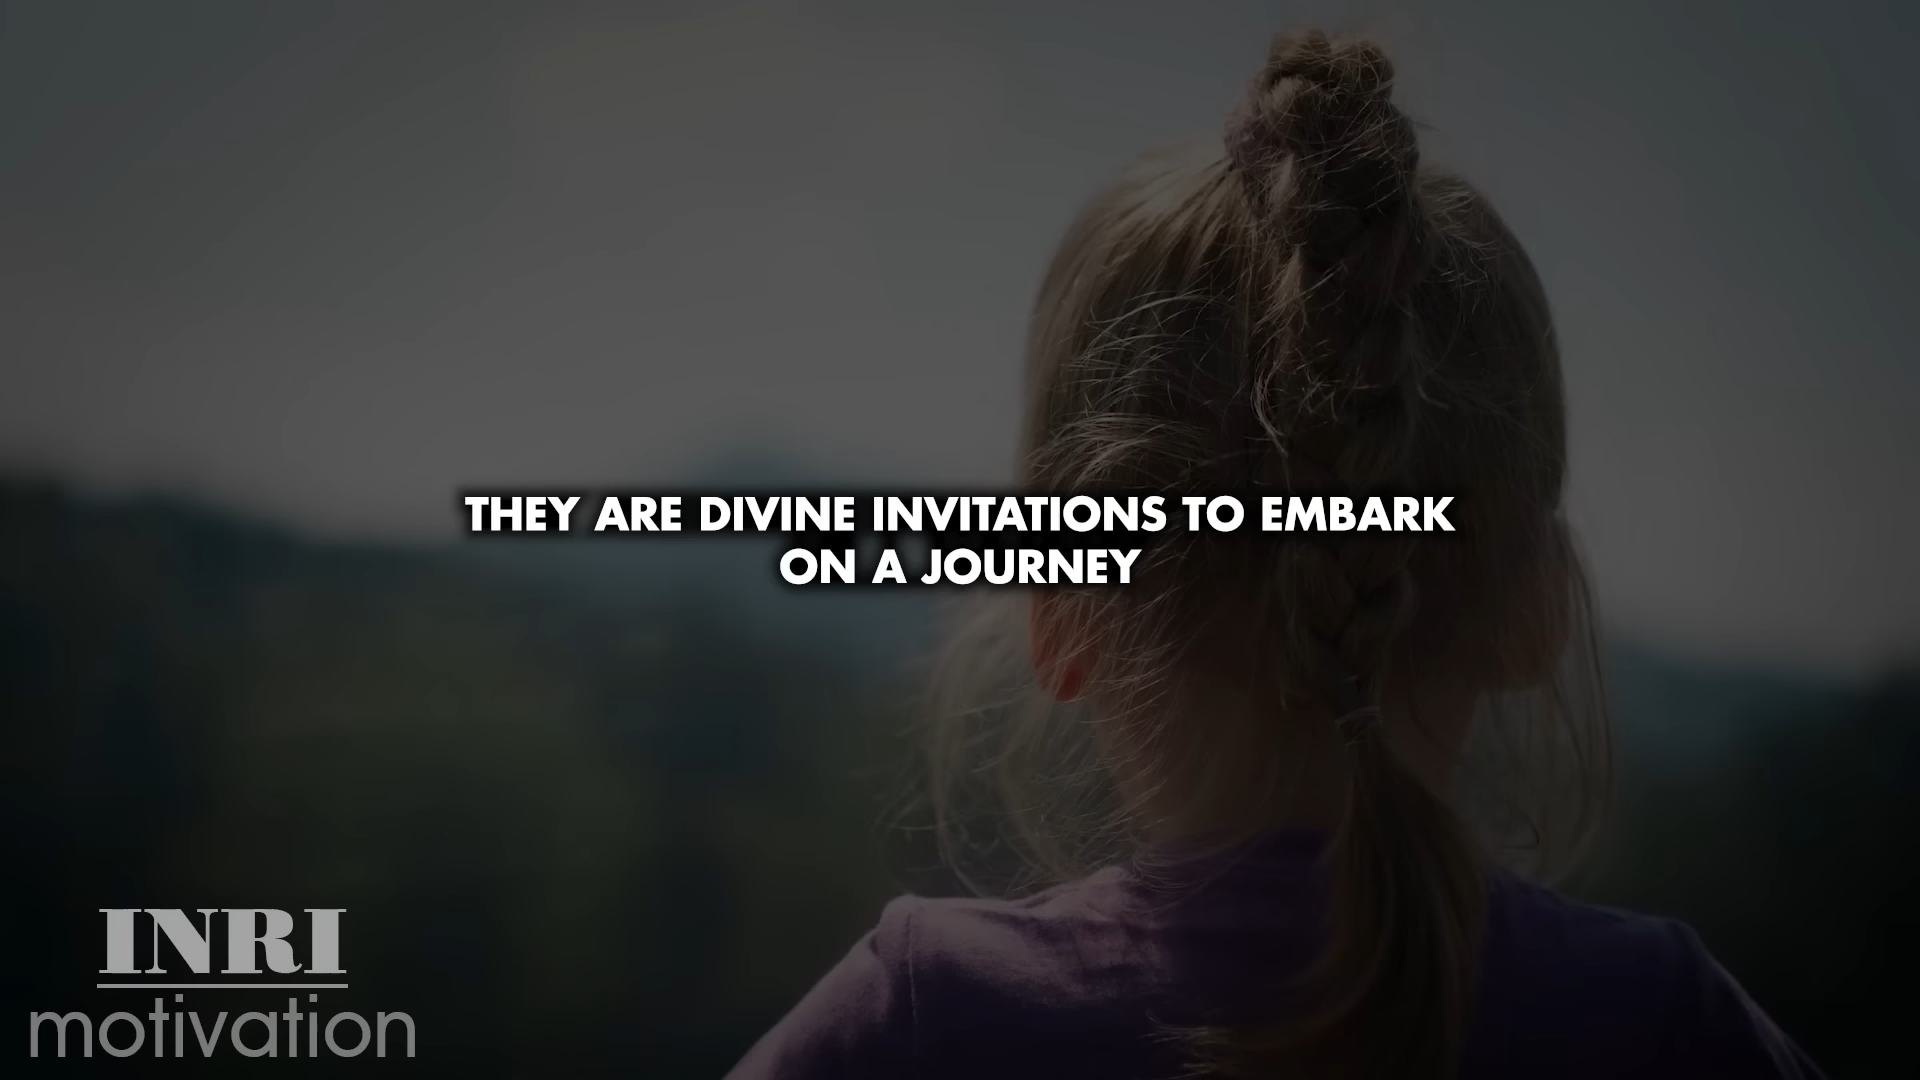 THEY ARE DIVINE INVITATIONS TO EMBARK
ON A JOURNEY
INRI
motivation